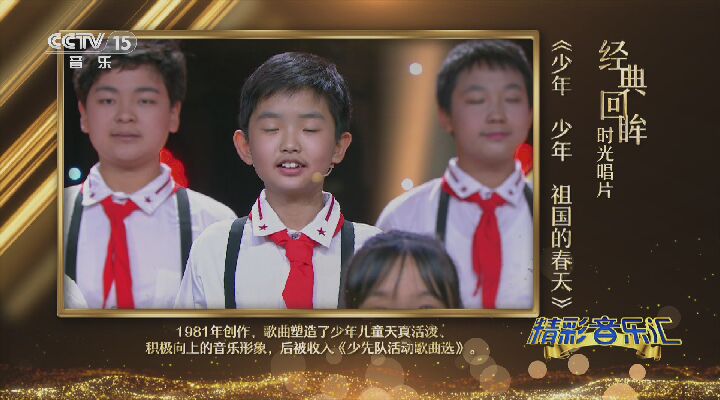 CCTV 15
音乐
经典回眸
时光唱片
《少年 少年 祖国的春天》
1981年创作，歌曲塑造了少年儿童天真活泼、
积极向上的音乐形象，后被收入《少先队活动歌曲选》。
精彩音乐汇